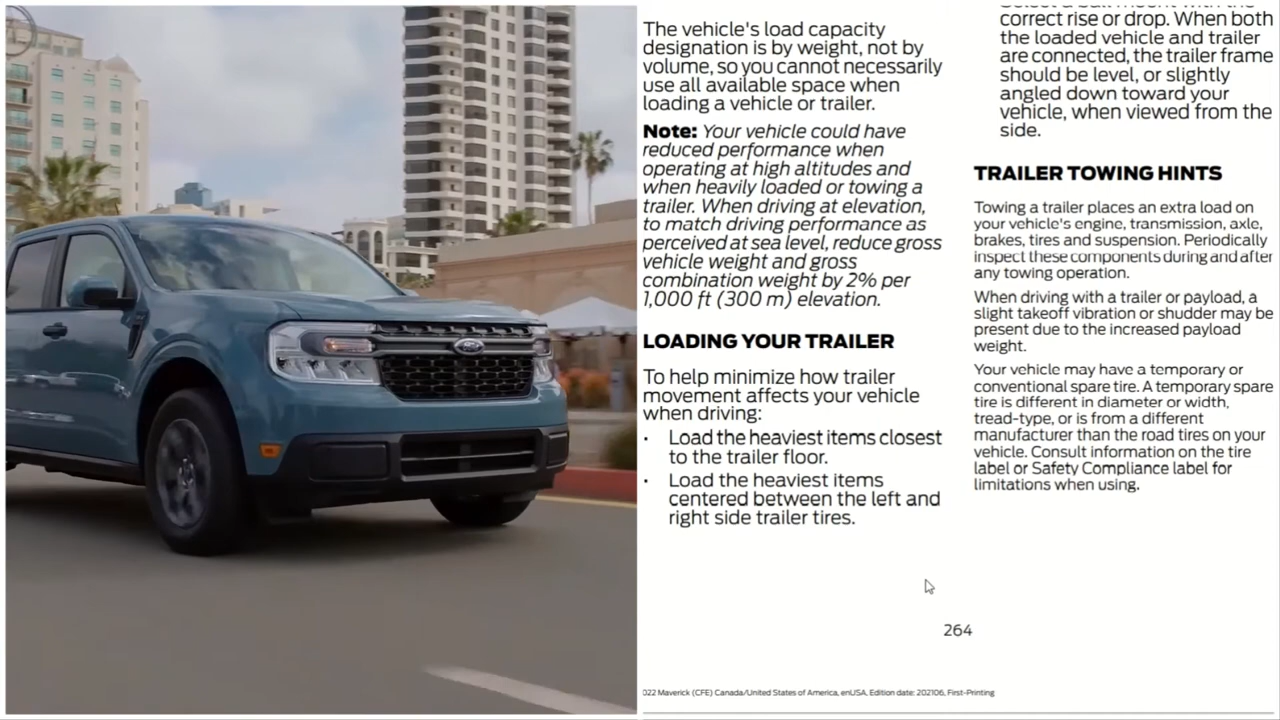 The vehicle's load capacity
designation is by weight, not by
volume, so you cannot necessarily
use all available space when
loading a vehicle or trailer.
Note: Your vehicle could have
reduced performance when
operating at high altitudes and
when heavily loaded or towing a
trailer. When driving at elevation,
to match driving performance as
perceived at sea level, reduce gross
vehicle weight and gross
combination weight by 2% per
1,000 ft (300 m) elevation.
LOADING YOUR TRAILER
To help minimize how trailer
movement affects your vehicle
when driving:
· Load the heaviest items closest
to the trailer floor.
· Load the heaviest items
centered between the left and
right side trailer tires.
Select a ball mount with the
correct rise or drop. When both
the loaded vehicle and trailer
are connected, the trailer frame
should be level, or slightly
angled down toward your
vehicle, when viewed from the
side.
TRAILER TOWING HINTS
Towing a trailer places an extra load on
your vehicle's engine, transmission, axle,
brakes, tires and suspension. Periodically
inspect these components during and after
any towing operation.
When driving with a trailer or payload, a
slight takeoff vibration or shudder may be
present due to the increased payload
weight.
Your vehicle may have a temporary or
conventional spare tire. A temporary spare
tire is different in diameter or width,
tread-type, or is from a different
manufacturer than the road tires on your
vehicle. Consult information on the tire
label or Safety Compliance label for
limitations when using.
264
022 Maverick (CFE) Canada/United States of America, enUSA, Edition date: 202106, First-Printing